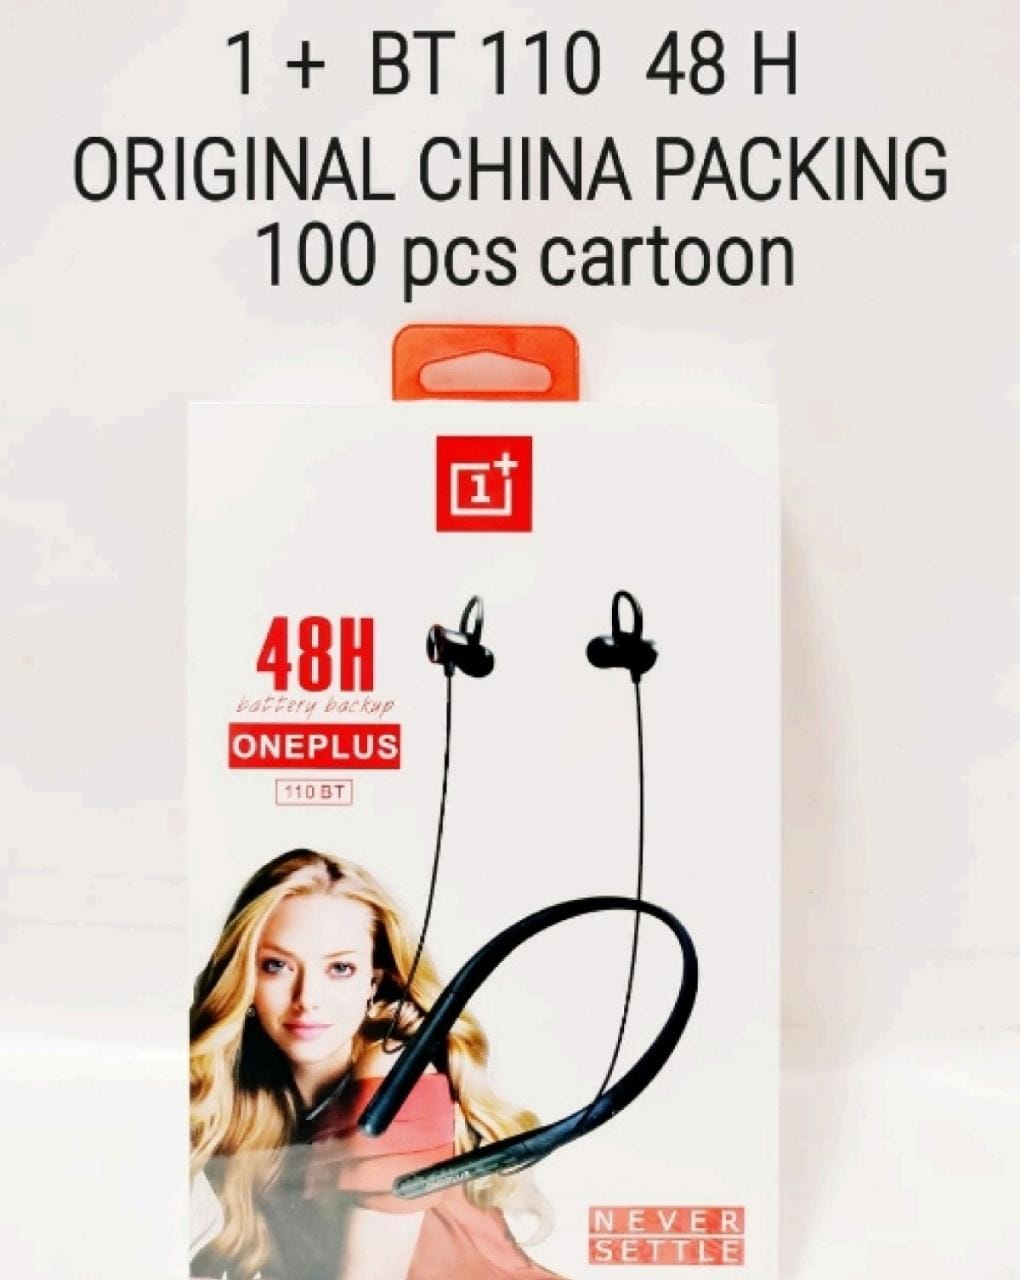 1 + BT 110 48 H
ORIGINAL CHINA PACKING
100 pcs cartoon
1+
48H
battery backup
ONEPLUS
110 BT
ONEPLUS
NEVER
SETTLE